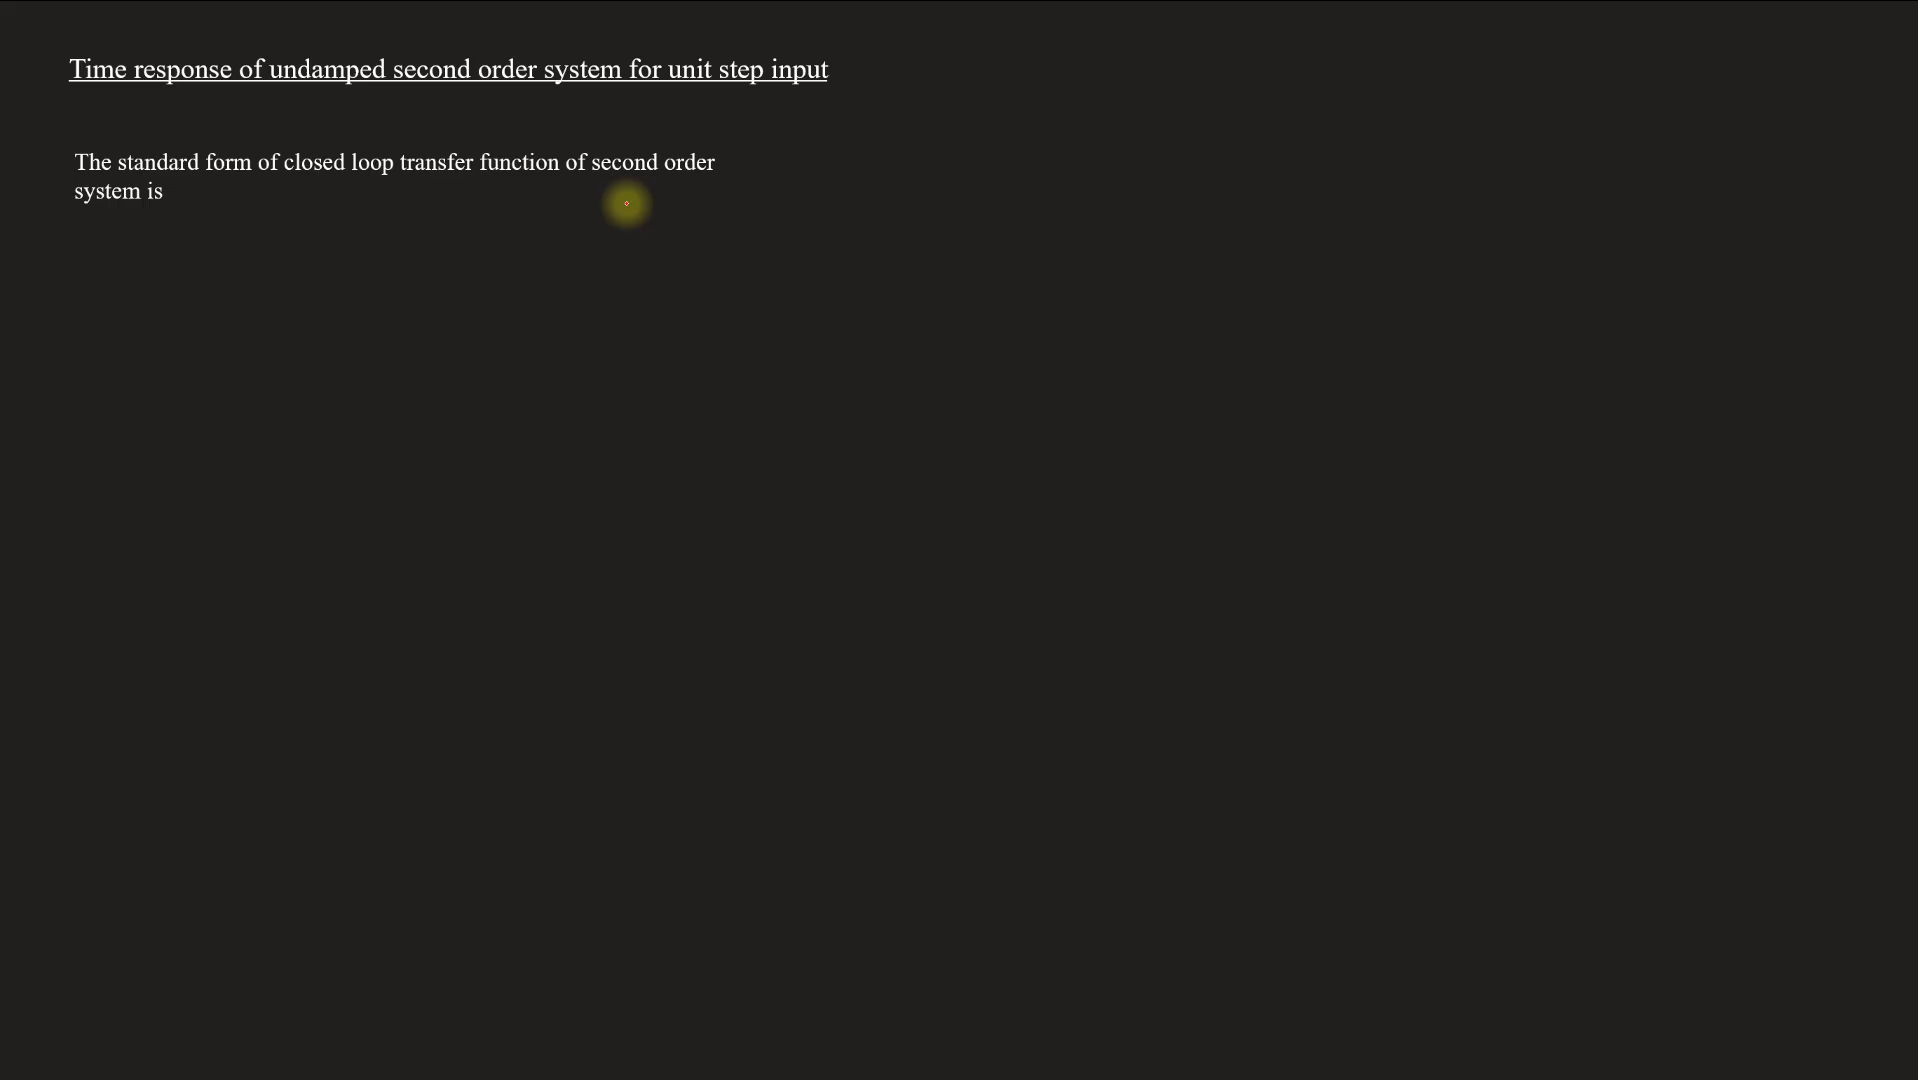 Time response of undamped second order system for unit step input
The standard form of closed loop transfer function of second order
system is